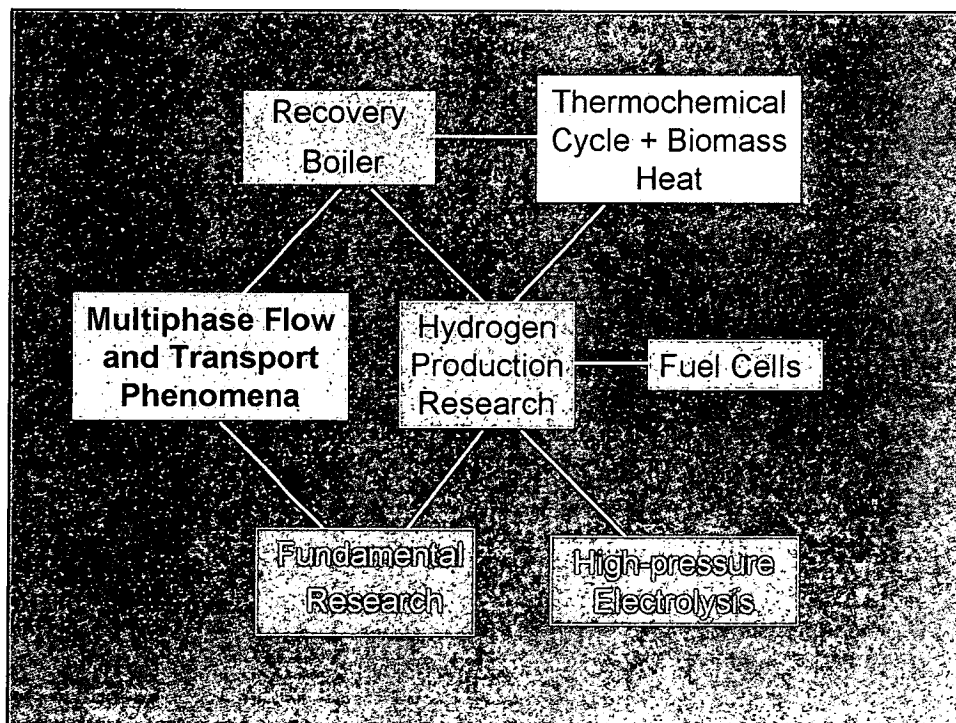 Recovery
Boiler
Thermochemical
Cycle + Biomass
Heat
Multiphase Flow
and Transport
Phenomena
Hydrogen
Production
Research
Fuel Cells
Fundamental
Research
High-pressure
Electrolysis